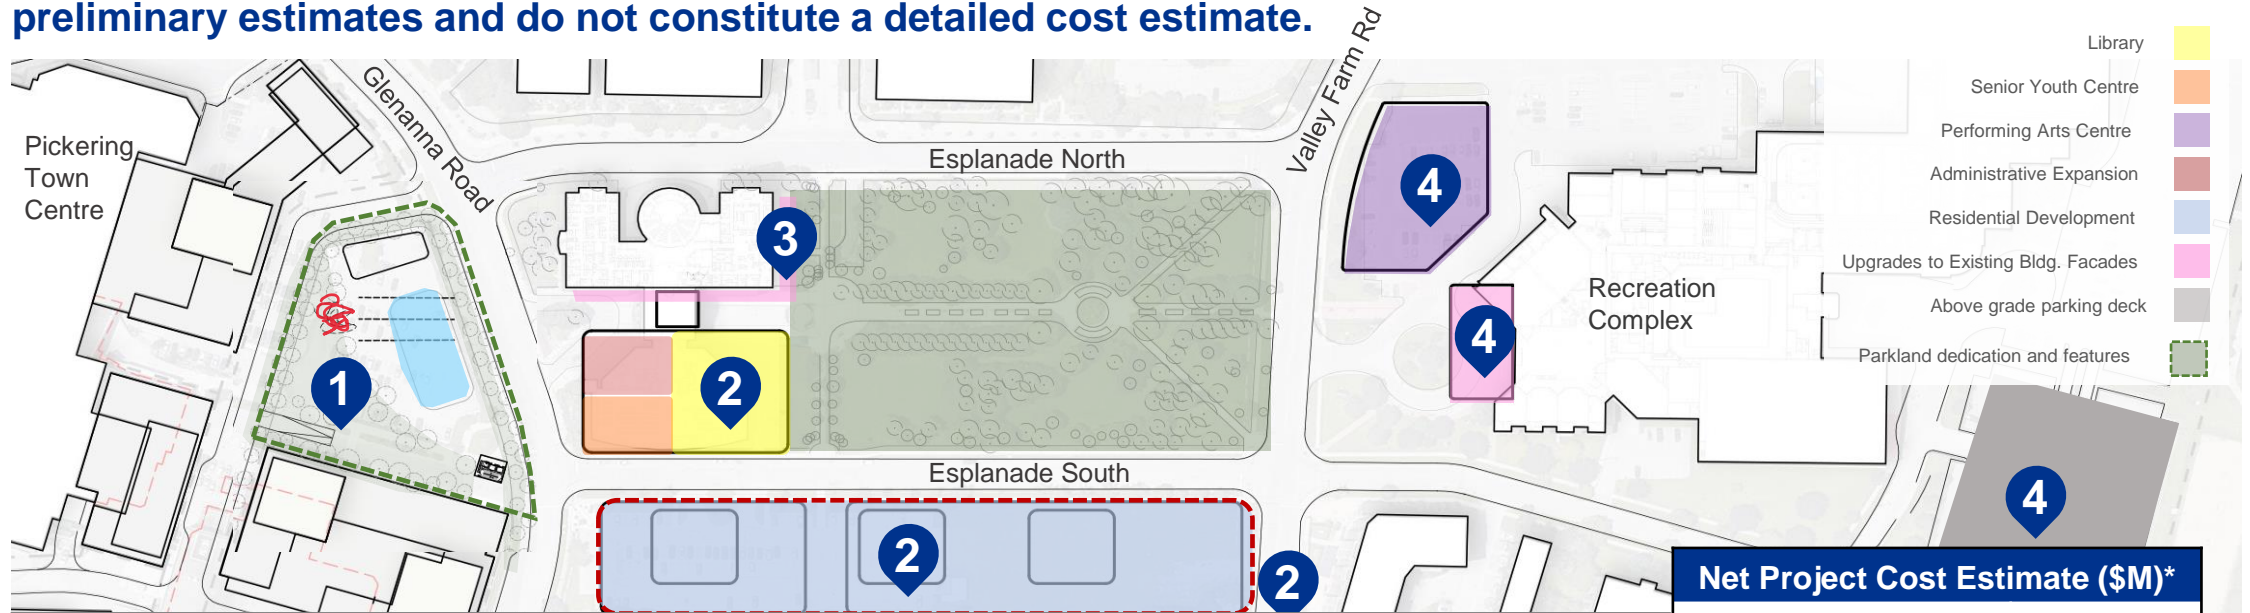 preliminary estimates and do not constitute a detailed cost estimate.
Library
Senior Youth Centre
Performing Arts Centre
Administrative Expansion
Residential Development
Upgrades to Existing Bldg. Facades
Above grade parking deck
Parkland dedication and features
Pickering
Town
Centre
Glenanna Road
Esplanade North
Valley Farm Rd
4
3
Recreation
Complex
4
1
2
Esplanade South
4
2
2
Net Project Cost Estimate ($M)*